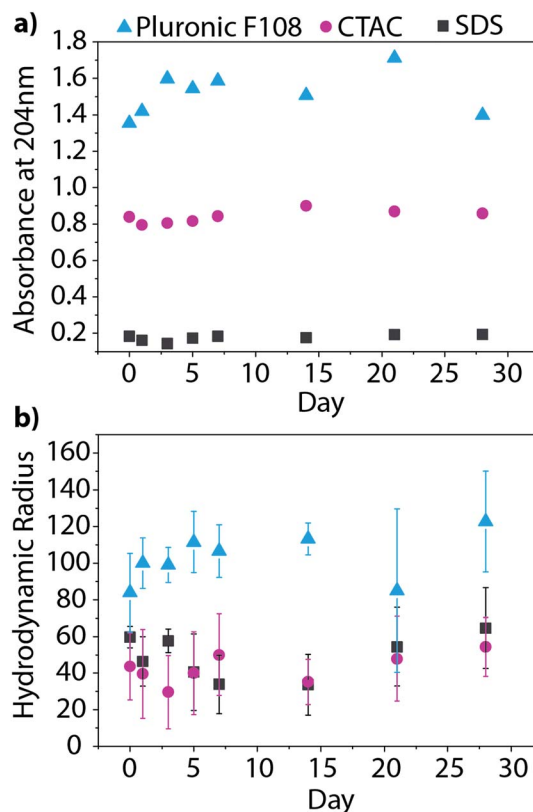 a) Pluronic F108 CTAC SDS
Absorbance at 204nm
1.8
1.6
1.4
1.2
1.0
0.8
0.6
0.4
0.2
0 5 10 15 20 25 30
Day
b)
Hydrodynamic Radius
160
140
120
100
80
60
40
20
0
0 5 10 15 20 25 30
Day